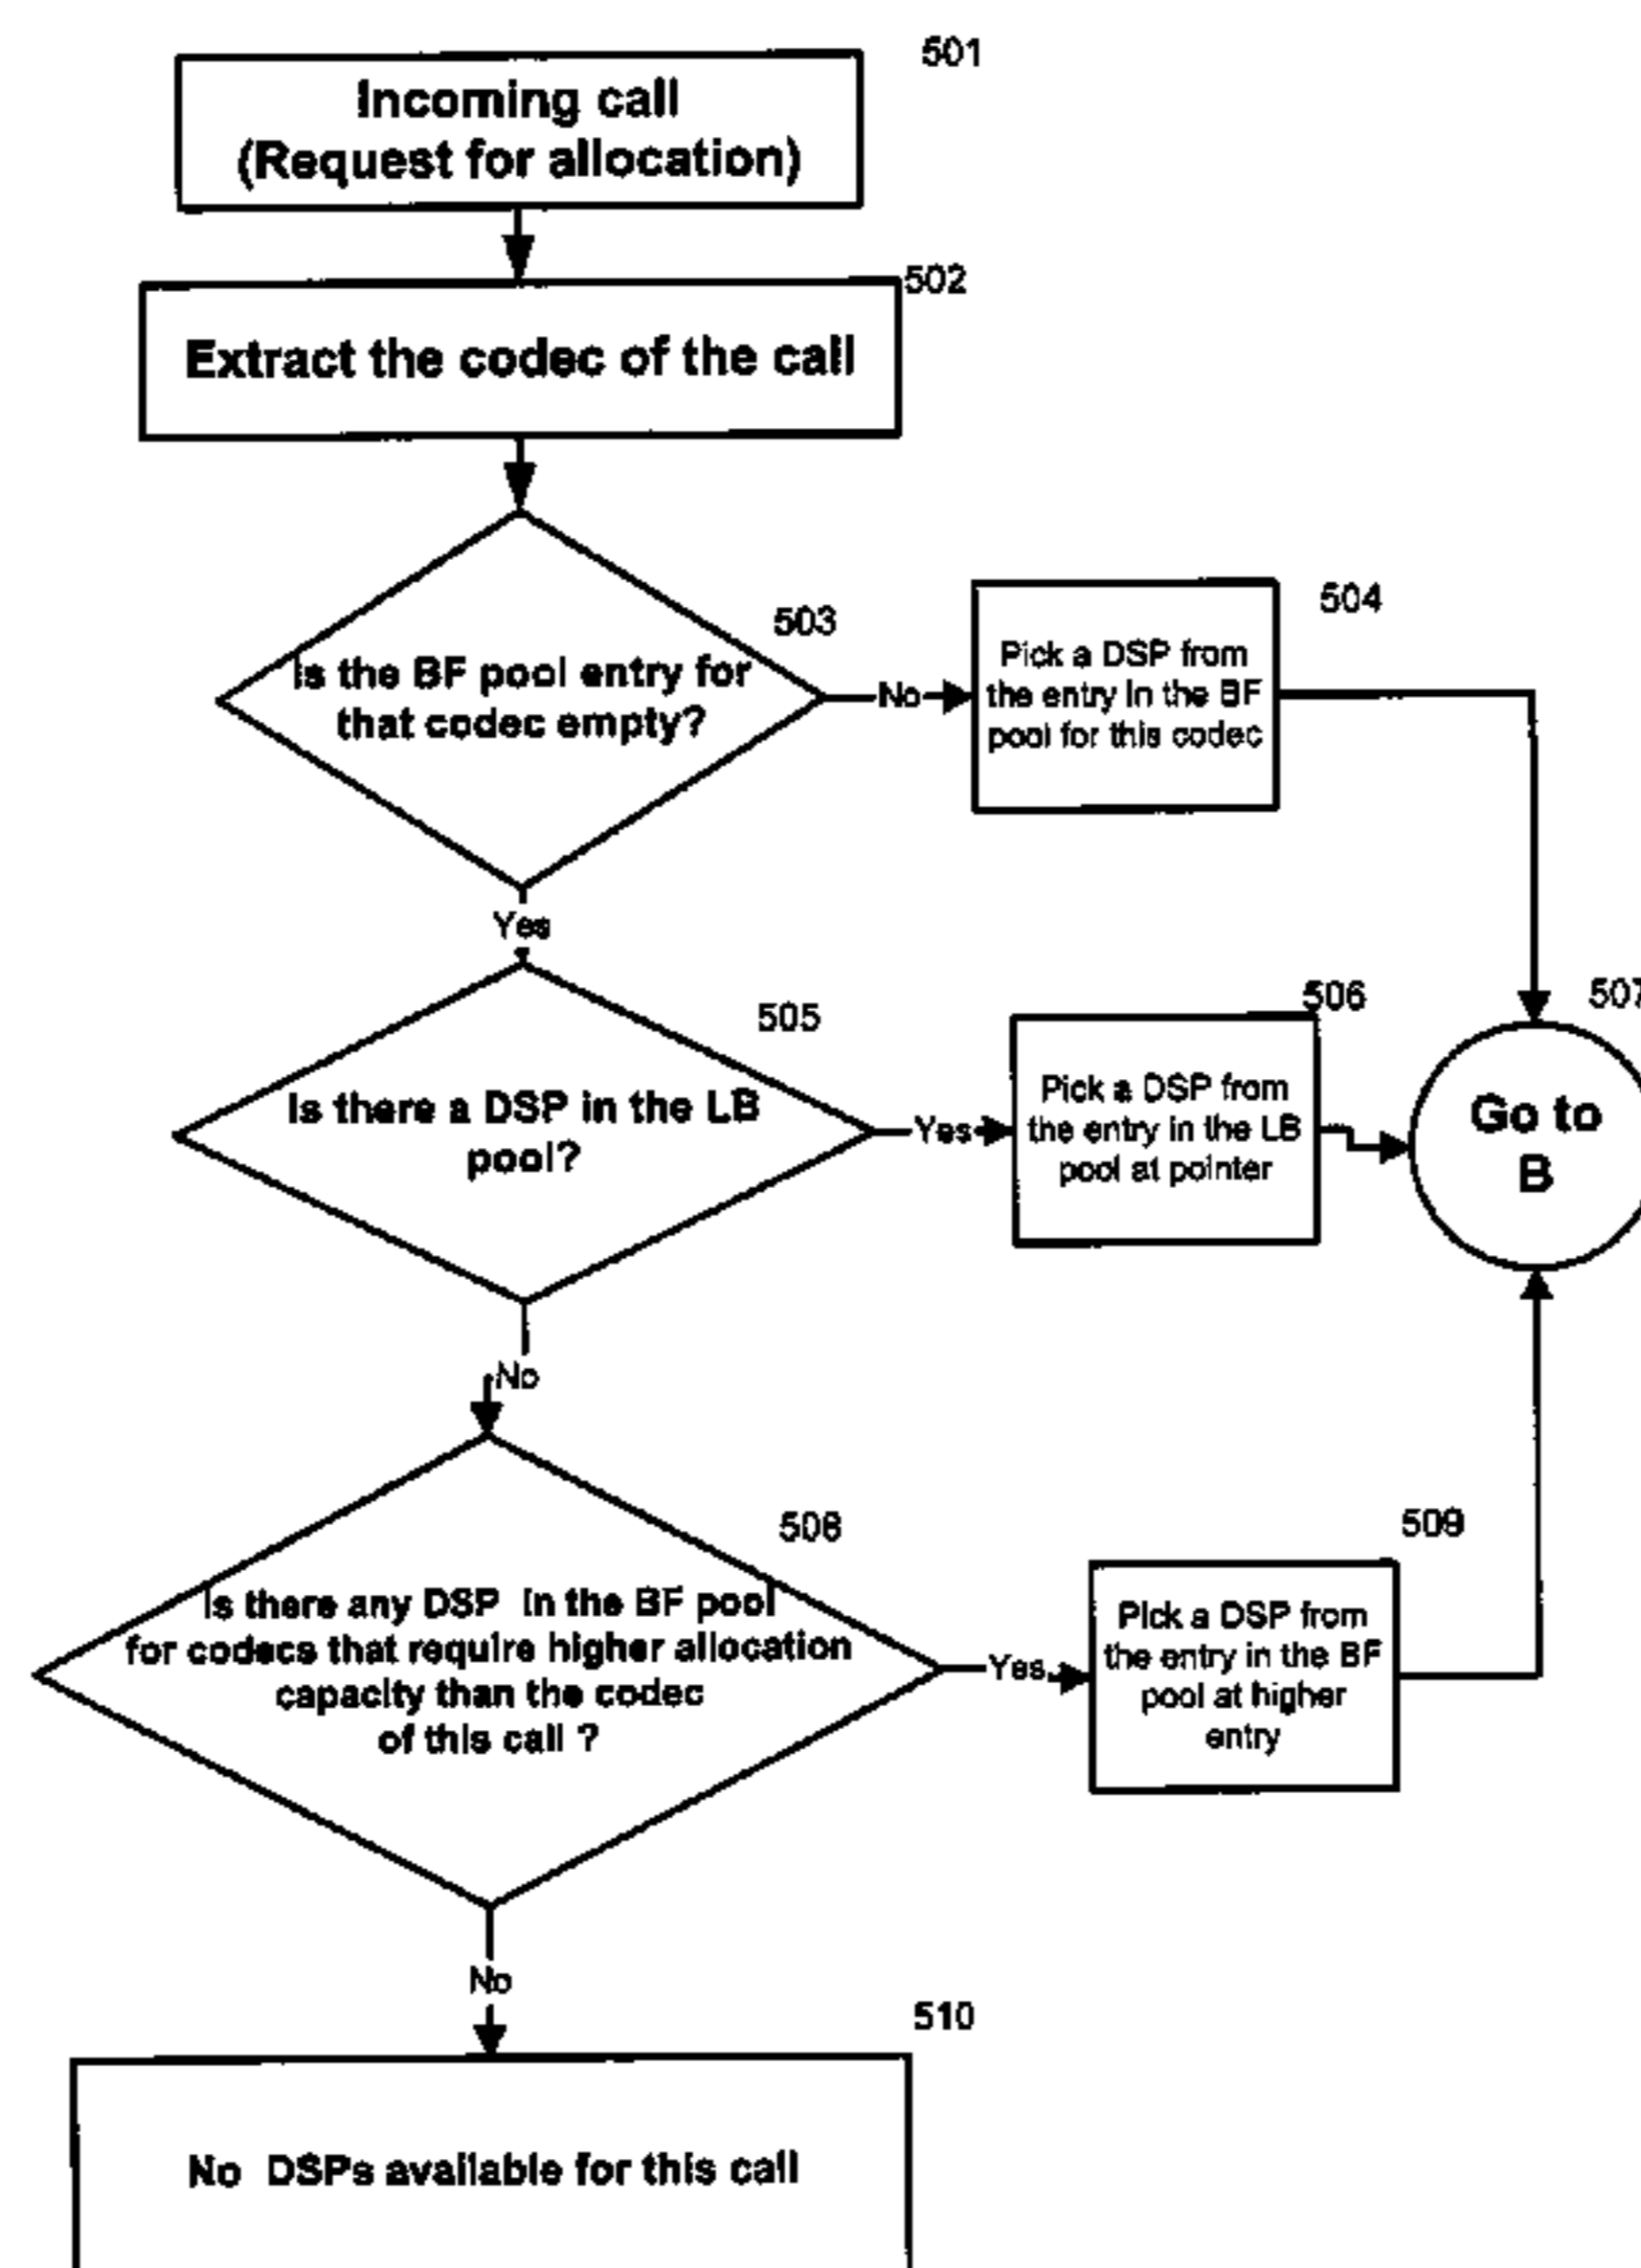 501
Incoming call
(Request for allocation)
502
Extract the codec of the call
503
Is the BF pool entry for
that codec empty?
No
504
Pick a DSP from
the entry in the BF
pool for this codec
Yes
505
Is there a DSP in the LB
pool?
Yes
506
Pick a DSP from
the entry in the LB
pool at pointer
507
Go to
B
No
508
Is there any DSP in the BF pool
for codecs that require higher allocation
capacity than the codec
of this call ?
Yes
509
Pick a DSP from
the entry in the BF
pool at higher
entry
No
510
No DSPs available for this call